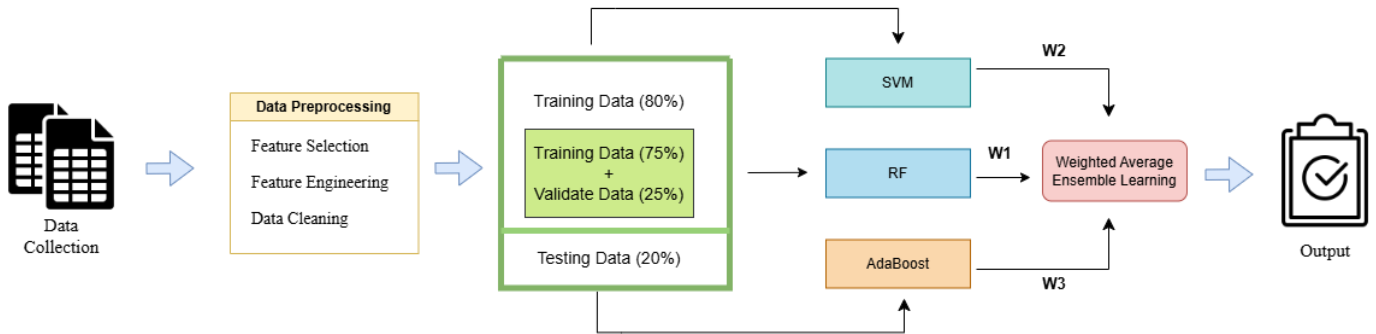 Data
Collection
Data Preprocessing
Feature Selection
Feature Engineering
Data Cleaning
Training Data (80%)
Training Data (75%)
+
Validate Data (25%)
Testing Data (20%)
SVM
RF
AdaBoost
W2
W1
W3
Weighted Average
Ensemble Learning
Output